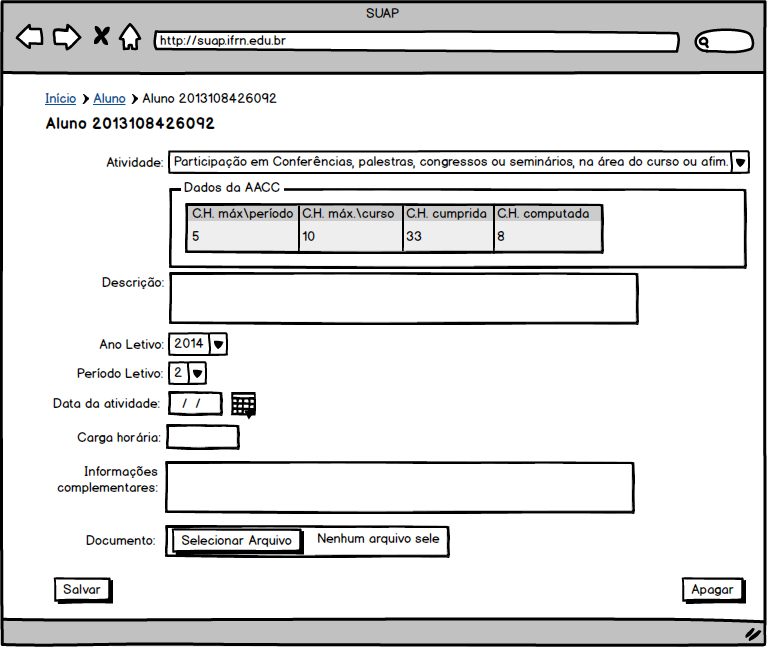 SUAP
http://suap.ifrn.edu.br
Início > Aluno > Aluno 2013108426092
Aluno 2013108426092
Atividade: Participação em Conferências, palestras, congressos ou seminários, na área do curso ou afim.
Dados da AACC
C.H. máx\período C.H. máx.\curso C.H. cumprida C.H. computada
5 10 33 8
Descrição:
Ano Letivo: 2014
Período Letivo: 2
Data da atividade: / /
Carga horária:
Informações
complementares:
Documento: Selecionar Arquivo Nenhum arquivo sele
Salvar Apagar